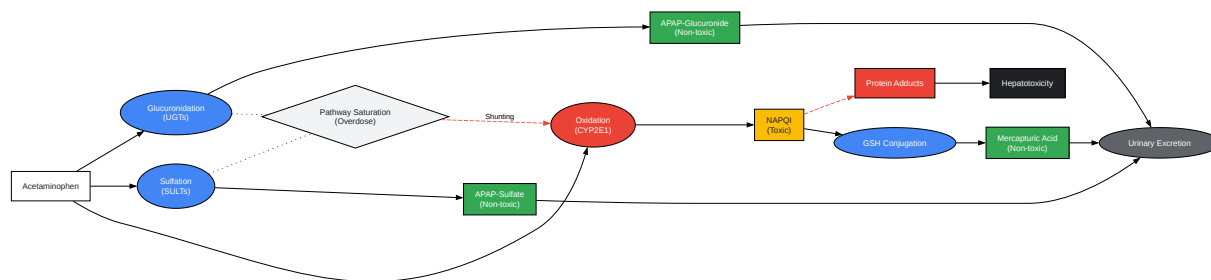 APAP-Glucuronide
(Non-toxic)
Protein Adducts
Hepatotoxicity
Glucuronidation
(UGTs)
Pathway Saturation
(Overdose)
Shunting
Oxidation
(CYP2E1)
NAPQI
(Toxic)
GSH Conjugation
Mercapturic Acid
(Non-toxic)
Urinary Excretion
Acetaminophen
Sulfation
(SULTs)
APAP-Sulfate
(Non-toxic)